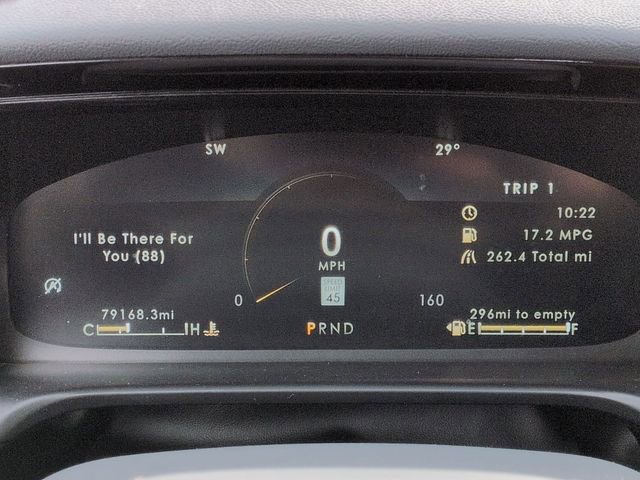 SW
29°
TRIP 1
10:22
17.2 MPG
262.4 Total mi
I'll Be There For
You (88)
0
MPH
SPEED
LIMIT
45
0
160
79168.3mi
C H
PRND
296mi to empty
E F